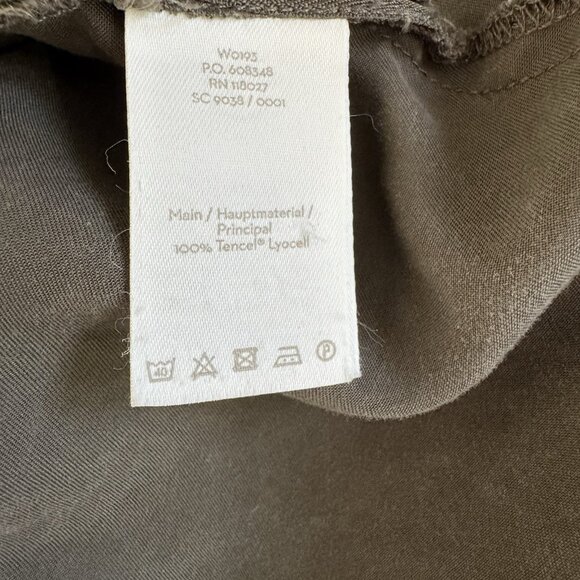 W0193
P.O. 608348
RN 118027
SC 9038 / 0001
Main / Hauptmaterial /
Principal
100% Tencel® Lyocell
40 P